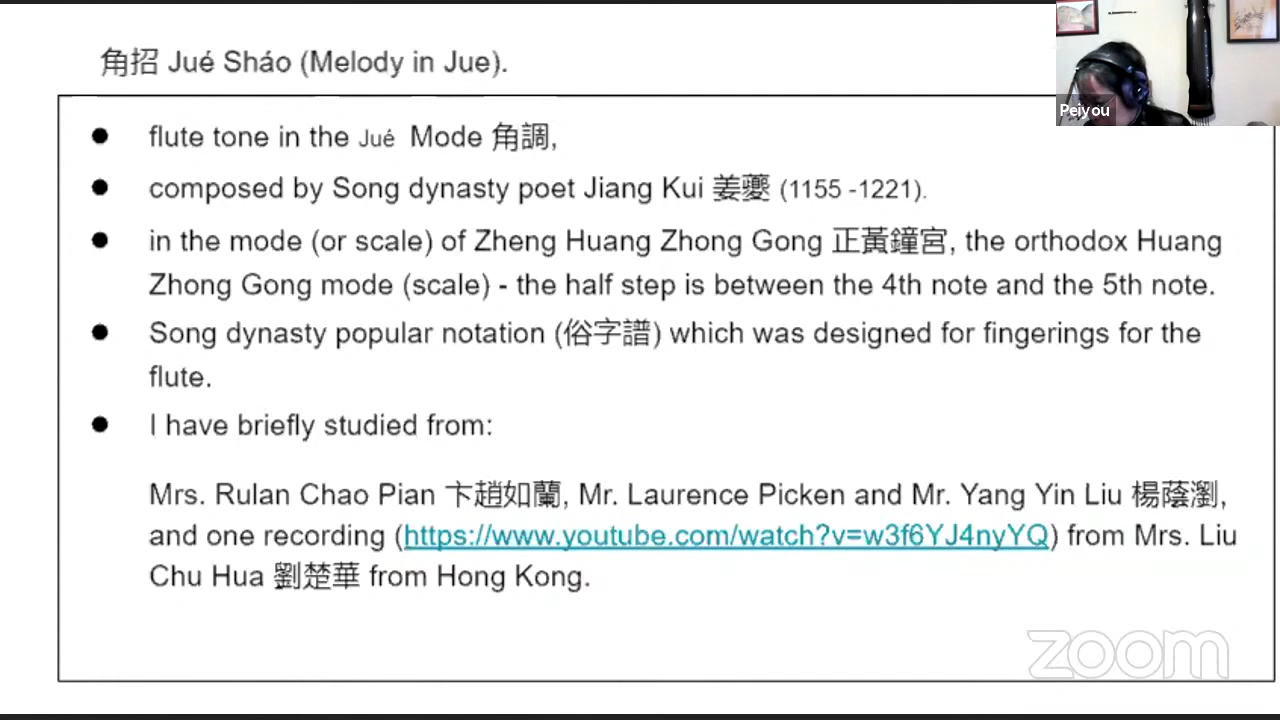 角招 Jué Sháo (Melody in Jue).
Peiyou
● flute tone in the Jué Mode 角調,
● composed by Song dynasty poet Jiang Kui 姜夔 (1155 -1221).
● in the mode (or scale) of Zheng Huang Zhong Gong 正黃鐘宮, the orthodox Huang
Zhong Gong mode (scale) - the half step is between the 4th note and the 5th note.
● Song dynasty popular notation (俗字譜) which was designed for fingerings for the
flute.
● I have briefly studied from:
Mrs. Rulan Chao Pian 卞趙如蘭, Mr. Laurence Picken and Mr. Yang Yin Liu 楊蔭瀏,
and one recording (https://www.youtube.com/watch?v=w3f6YJ4nyYQ) from Mrs. Liu
Chu Hua 劉楚華 from Hong Kong.
zoom